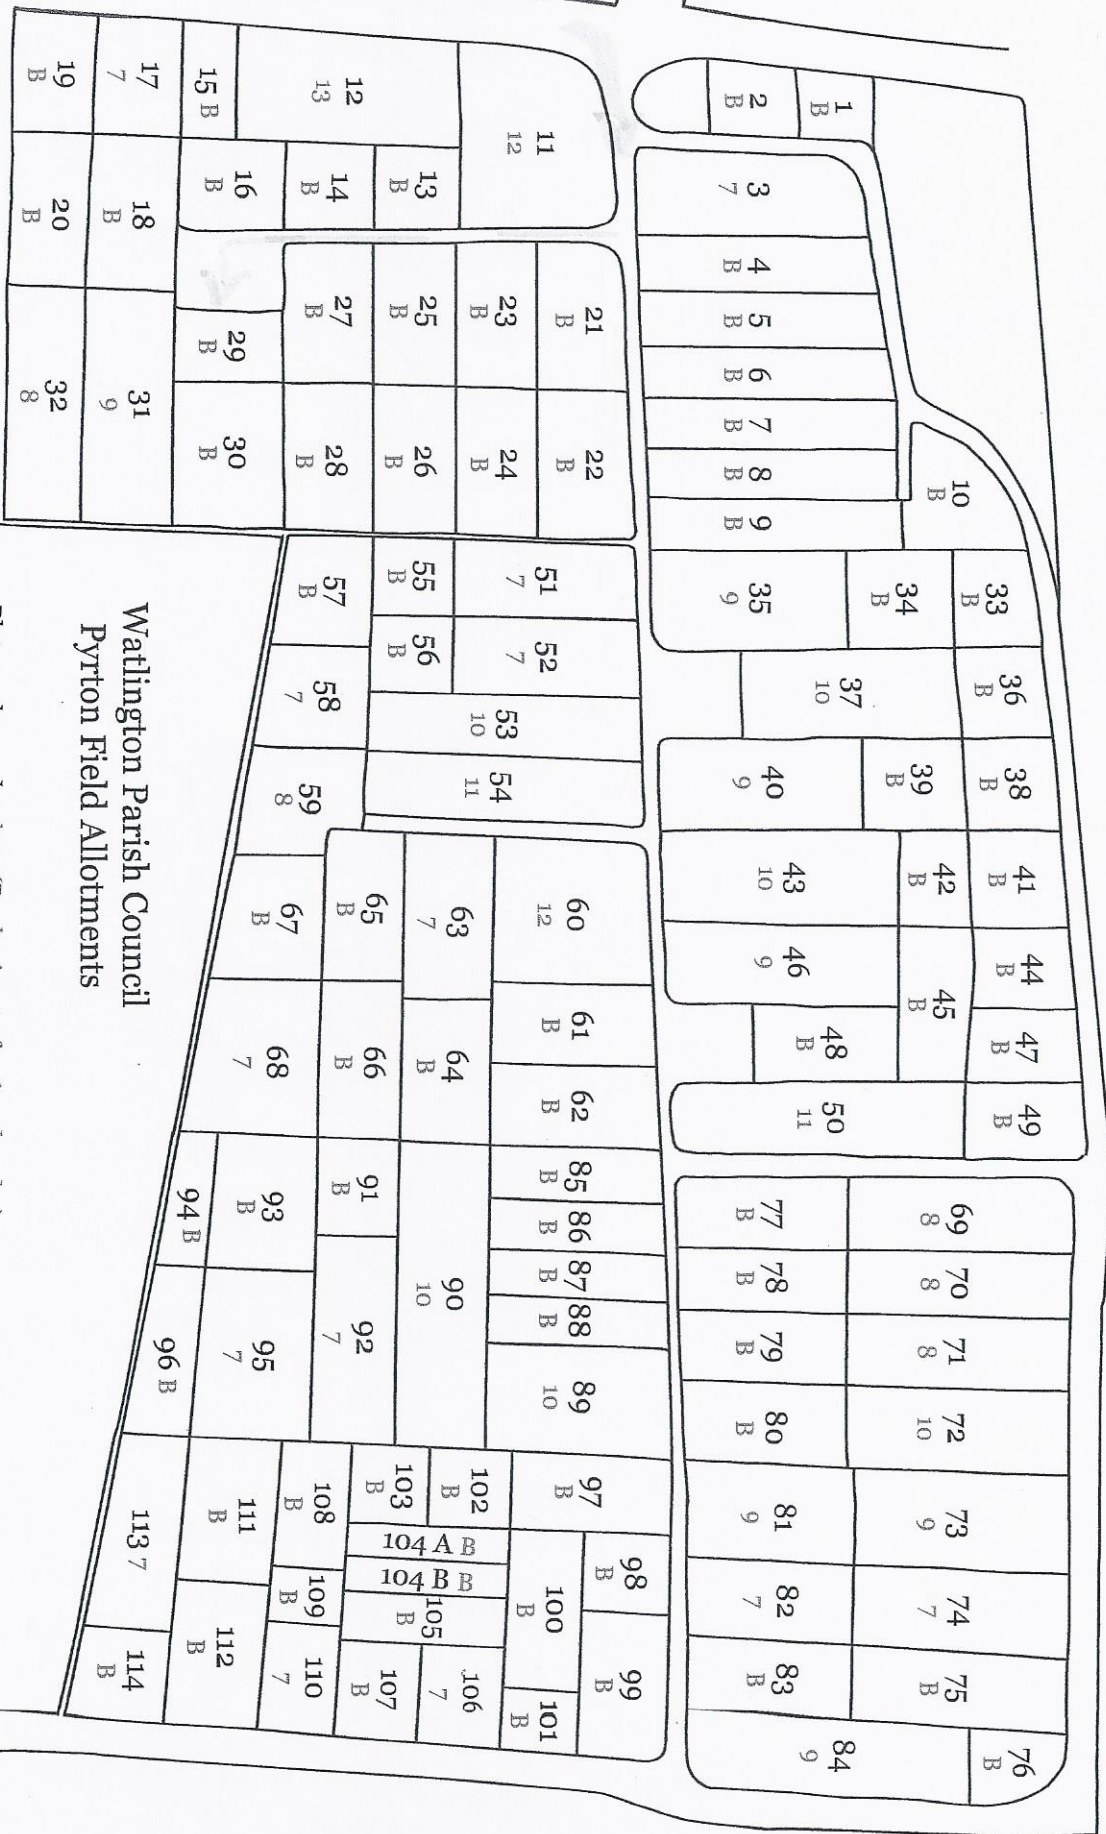 1
B
2
B
3
7
4
B
5
B
6
B
7
B
8
B
9
B
10
B
11
12
12
13
13
B
14
B
15 B
16
B
17
7
18
B
19
B
20
B
21
B
22
B
23
B
24
B
25
B
26
B
27
B
28
B
29
B
30
B
31
9
32
8
33
B
34
B
35
9
36
B
37
10
38
B
39
B
40
9
41
B
42
B
43
10
44
B
45
B
46
9
47
B
48
B
49
B
50
11
51
7
52
7
53
10
54
11
55
B
56
B
57
B
58
7
59
8
60
12
61
B
62
B
63
7
64
B
65
B
66
B
67
B
68
7
69
8
70
8
71
8
72
10
73
9
74
7
75
B
76
B
77
B
78
B
79
B
80
B
81
9
82
7
83
B
84
9
85
B
86
B
87
B
88
B
89
10
90
10
91
B
92
7
93
B
94 B
95
7
96 B
97
B
98
B
99
B
100
B
101
B
102
B
103
B
104 A B
104 B B
105
B
106
7
107
B
108
B
109
B
110
7
111
B
112
B
113 7
114
B
Watlington Parish Council
Pyrton Field Allotments